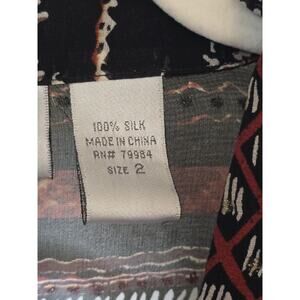 100% SILK
MADE IN CHINA
RN# 79984
SIZE 2